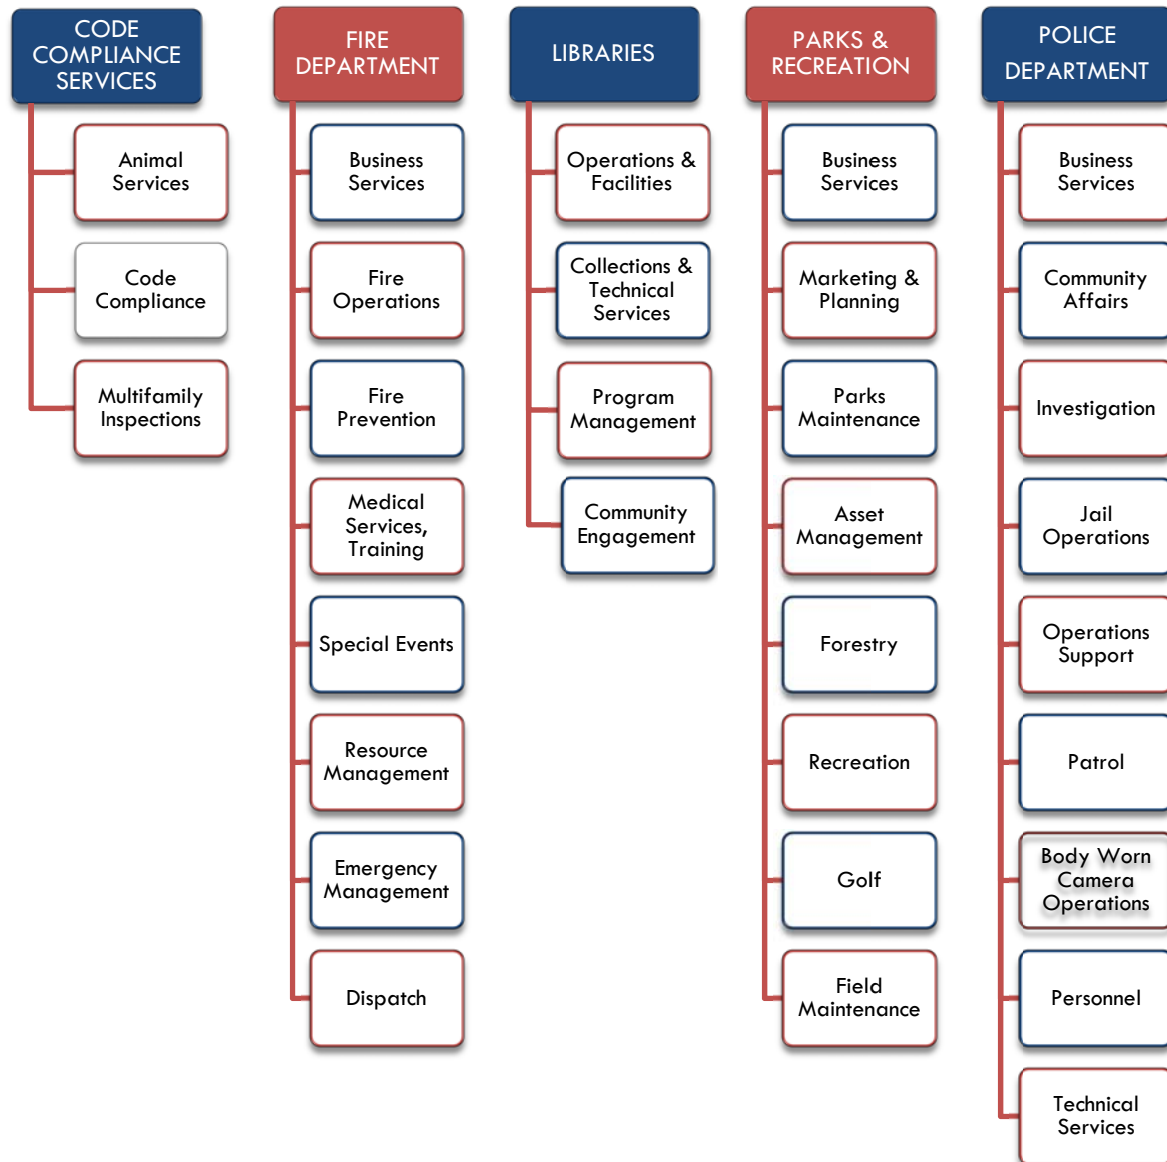 CODE
COMPLIANCE
SERVICES
Animal
Services
Code
Compliance
Multifamily
Inspections
FIRE
DEPARTMENT
Business
Services
Fire
Operations
Fire
Prevention
Medical
Services,
Training
Special Events
Resource
Management
Emergency
Management
Dispatch
LIBRARIES
Operations &
Facilities
Collections &
Technical
Services
Program
Management
Community
Engagement
PARKS &
RECREATION
Business
Services
Marketing &
Planning
Parks
Maintenance
Asset
Management
Forestry
Recreation
Golf
Field
Maintenance
POLICE
DEPARTMENT
Business
Services
Community
Affairs
Investigation
Jail
Operations
Operations
Support
Patrol
Body Worn
Camera
Operations
Personnel
Technical
Services